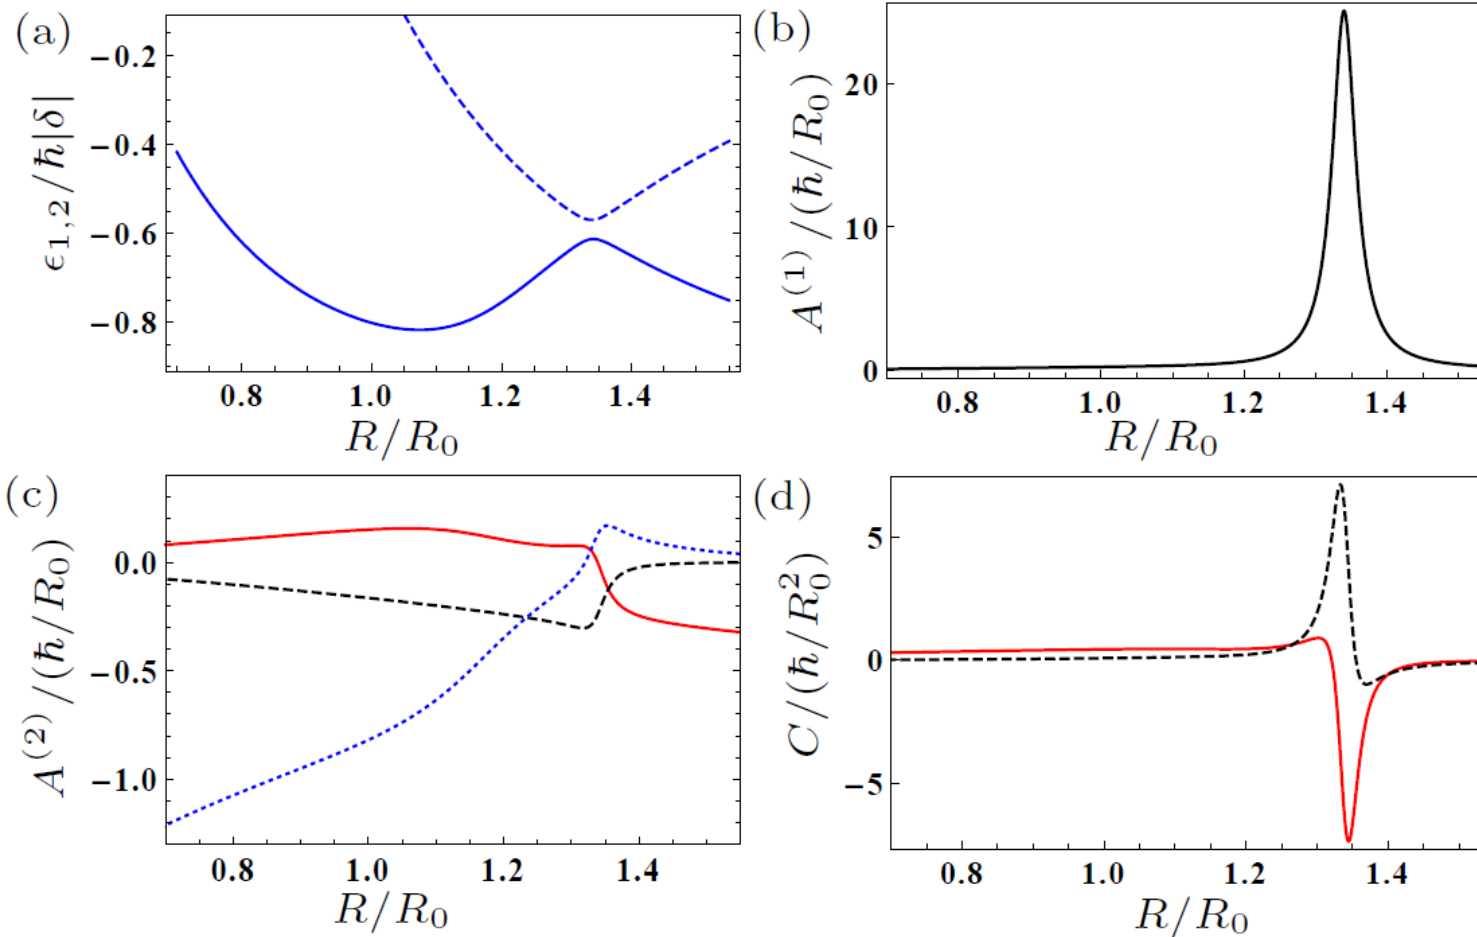 (a)
ϵ₁,₂/ħ|δ|
−0.2
−0.4
−0.6
−0.8
0.8 1.0 1.2 1.4
R/R₀
(b)
A⁽¹⁾/(ħ/R₀)
20
10
0
0.8 1.0 1.2 1.4
R/R₀
(c)
A⁽²⁾/(ħ/R₀)
0.0
−0.5
−1.0
0.8 1.0 1.2 1.4
R/R₀
(d)
C/(ħ/R₀²)
5
0
−5
0.8 1.0 1.2 1.4
R/R₀